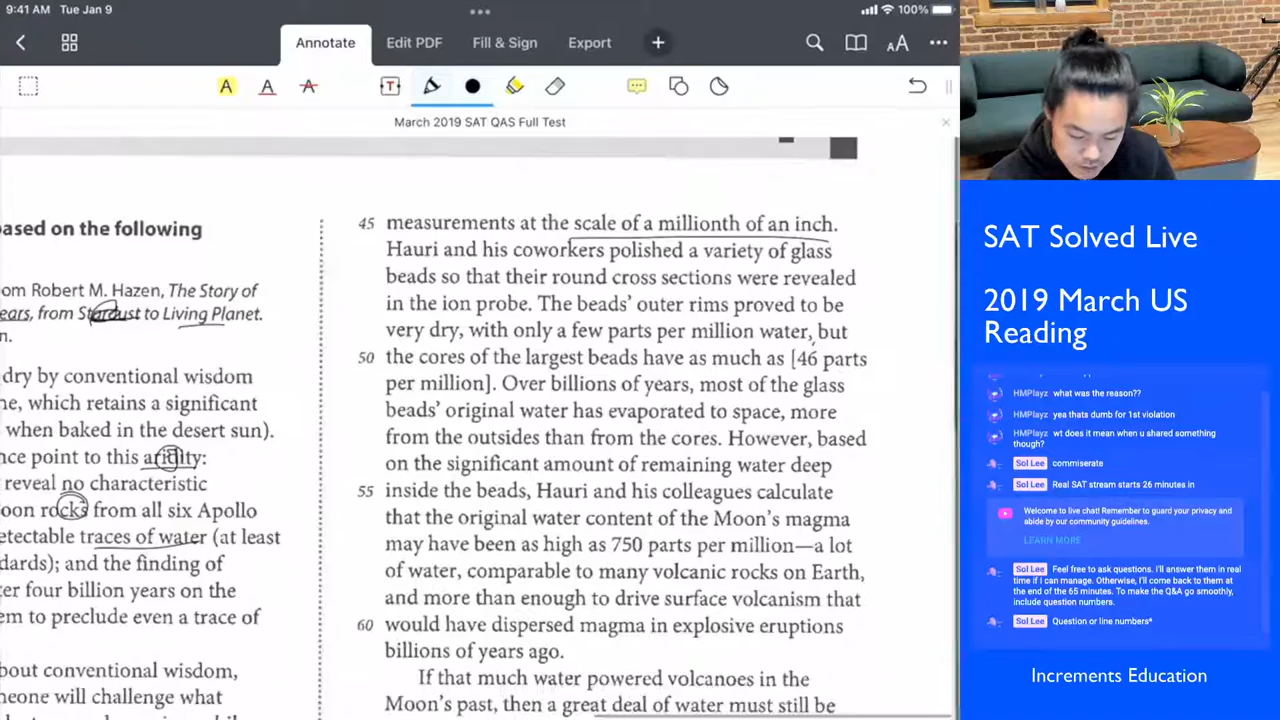 9:41 AM Tue Jan 9
100%
Annotate
Edit PDF
Fill & Sign
Export
March 2019 SAT QAS Full Test
ased on the following
om Robert M. Hazen, The Story of
ears, from Stardust to Living Planet.
n.
dry by conventional wisdom
ne, which retains a significant
when baked in the desert sun).
nce point to this aridity:
reveal no characteristic
oon rocks from all six Apollo
etectable traces of water (at least
dards); and the finding of
er four billion years on the
em to preclude even a trace of
bout conventional wisdom,
meone will challenge what
45 measurements at the scale of a millionth of an inch.
Hauri and his coworkers polished a variety of glass
beads so that their round cross sections were revealed
in the ion probe. The beads' outer rims proved to be
very dry, with only a few parts per million water, but
50 the cores of the largest beads have as much as [46 parts
per million]. Over billions of years, most of the glass
beads' original water has evaporated to space, more
from the outsides than from the cores. However, based
on the significant amount of remaining water deep
55 inside the beads, Hauri and his colleagues calculate
that the original water content of the Moon's magma
may have been as high as 750 parts per million—a lot
of water, comparable to many volcanic rocks on Earth,
and more than enough to drive surface volcanism that
60 would have dispersed magma in explosive eruptions
billions of years ago.
If that much water powered volcanoes in the
Moon's past, then a great deal of water must still be
SAT Solved Live
2019 March US
Reading
HMPlayz what was the reason??
HMPlayz yea thats dumb for 1st violation
HMPlayz wt does it mean when u shared something
though?
Sol Lee commiserate
Sol Lee Real SAT stream starts 26 minutes in
Welcome to live chat! Remember to guard your privacy and
abide by our community guidelines.
LEARN MORE
Sol Lee Feel free to ask questions. I'll answer them in real
time if I can manage. Otherwise, I'll come back to them at
the end of the 65 minutes. To make the Q&A go smoothly,
include question numbers.
Sol Lee Question or line numbers*
Increments Education